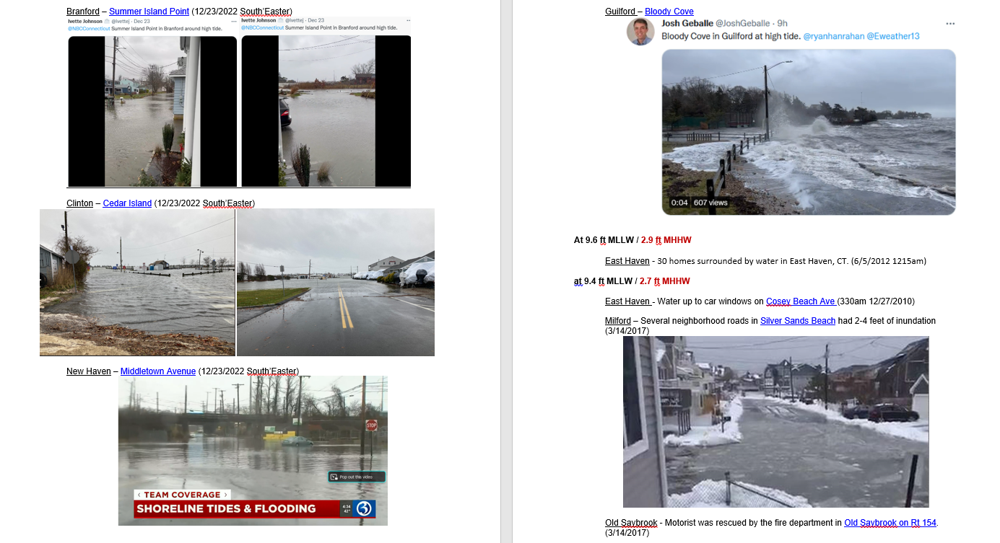 Branford – Summer Island Point (12/23/2022 South'Easter)
Ivette Johnson @ivettej · Dec 23
@NBCConnecticut Summer Island Point in Branford around high tide.
Ivette Johnson @ivettej · Dec 23
@NBCConnecticut Summer Island Point in Branford around high tide.
Clinton – Cedar Island (12/23/2022 South'Easter)
New Haven – Middletown Avenue (12/23/2022 South'Easter)
STOP
Pop out this video
‹ TEAM COVERAGE ›
SHORELINE TIDES & FLOODING
4:34
42°
3
Guilford – Bloody Cove
Josh Geballe @JoshGeballe · 9h
Bloody Cove in Guilford at high tide. @ryanhanrahan @Eweather13
0:04 607 views
At 9.6 ft MLLW / 2.9 ft MHHW
East Haven - 30 homes surrounded by water in East Haven, CT. (6/5/2012 1215am)
at 9.4 ft MLLW / 2.7 ft MHHW
East Haven - Water up to car windows on Cosey Beach Ave (330am 12/27/2010)
Milford – Several neighborhood roads in Silver Sands Beach had 2-4 feet of inundation
(3/14/2017)
Old Saybrook - Motorist was rescued by the fire department in Old Saybrook on Rt 154.
(3/14/2017)